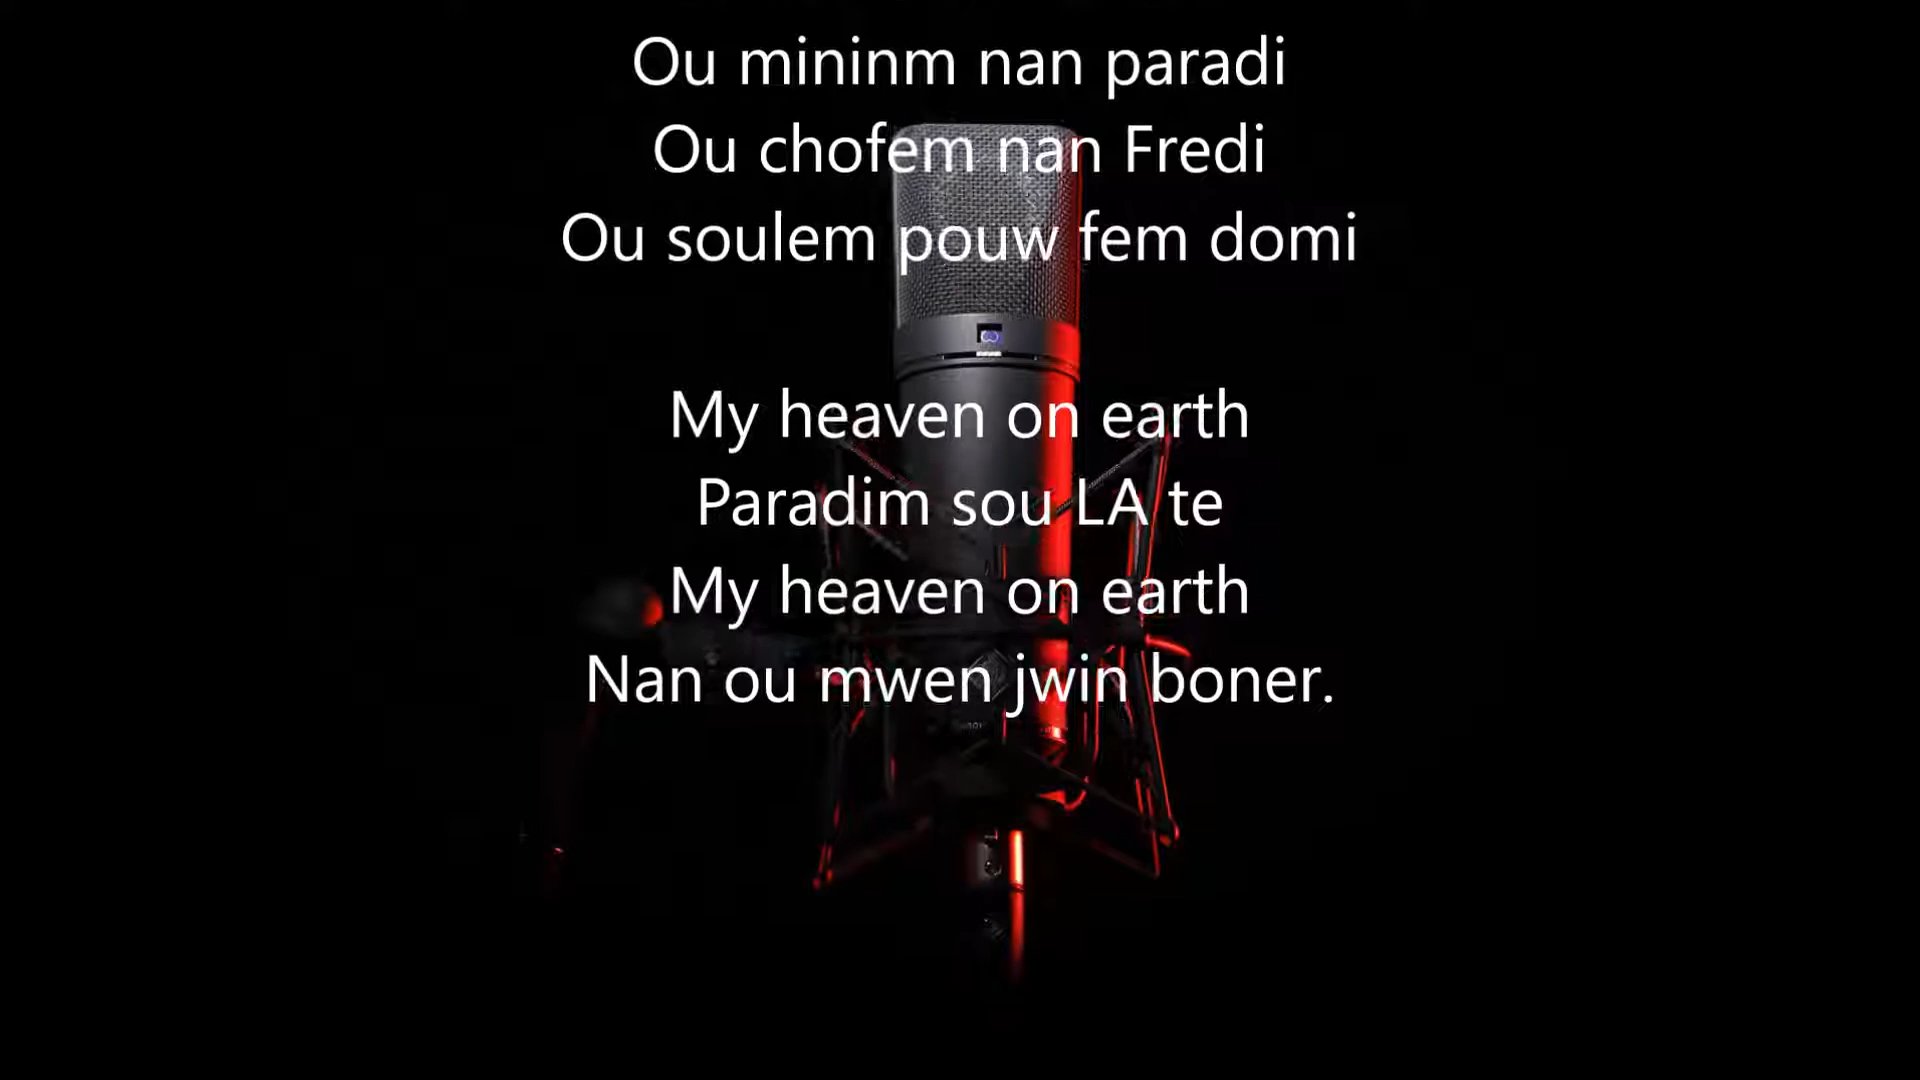 Ou mininm nan paradi
Ou chofem nan Fredi
Ou soulem pouw fem domi
My heaven on earth
Paradim sou LA te
My heaven on earth
Nan ou mwen jwin boner.